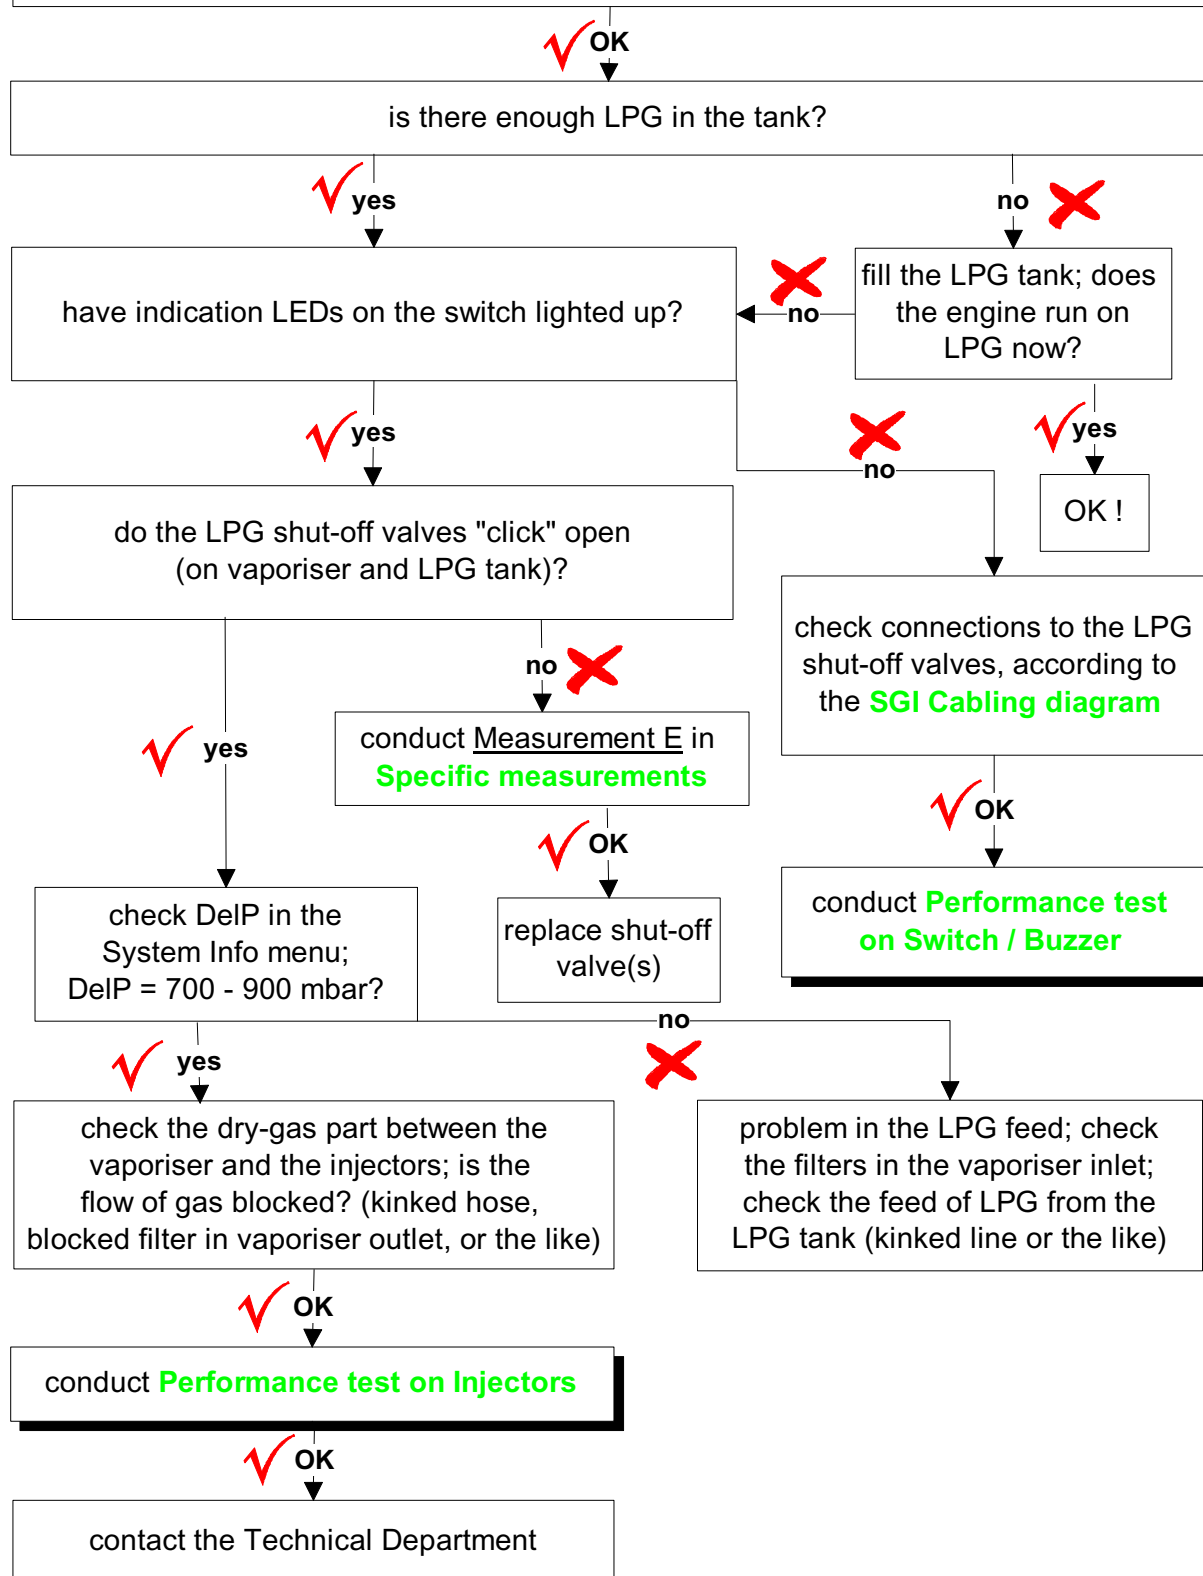 OK
is there enough LPG in the tank?
yes
no
have indication LEDs on the switch lighted up?
no
fill the LPG tank; does
the engine run on
LPG now?
yes
no
yes
OK !
do the LPG shut-off valves "click" open
(on vaporiser and LPG tank)?
check connections to the LPG
shut-off valves, according to
the SGI Cabling diagram
yes
no
conduct Measurement E in
Specific measurements
OK
OK
check DelP in the
System Info menu;
DelP = 700 - 900 mbar?
replace shut-off
valve(s)
conduct Performance test
on Switch / Buzzer
yes
no
check the dry-gas part between the
vaporiser and the injectors; is the
flow of gas blocked? (kinked hose,
blocked filter in vaporiser outlet, or the like)
problem in the LPG feed; check
the filters in the vaporiser inlet;
check the feed of LPG from the
LPG tank (kinked line or the like)
OK
conduct Performance test on Injectors
OK
contact the Technical Department